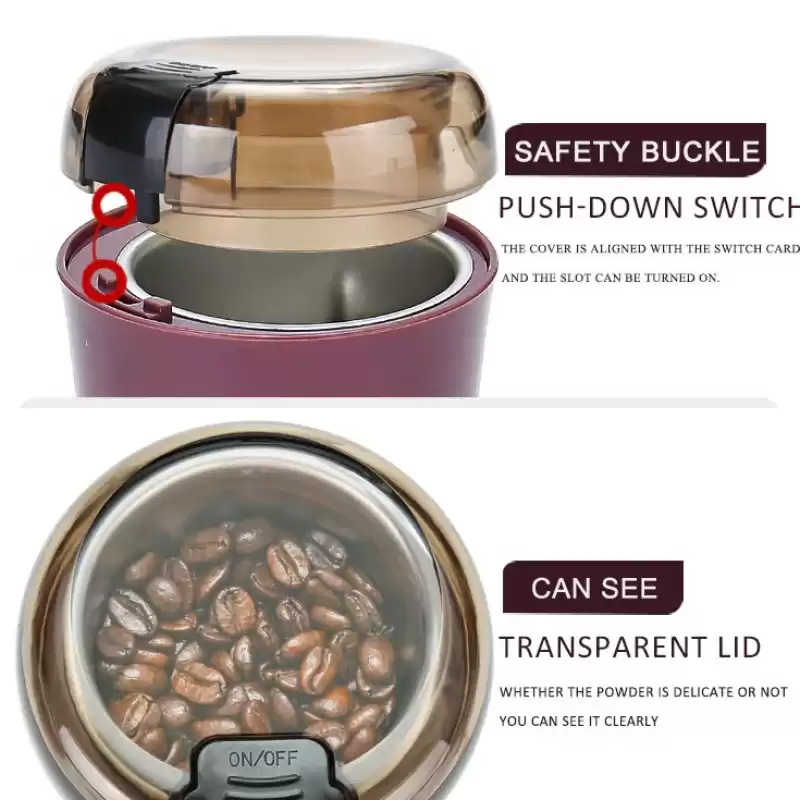 SAFETY BUCKLE
PUSH-DOWN SWITCH
THE COVER IS ALIGNED WITH THE SWITCH CARD
AND THE SLOT CAN BE TURNED ON.
CAN SEE
TRANSPARENT LID
WHETHER THE POWDER IS DELICATE OR NOT
YOU CAN SEE IT CLEARLY
ON/OFF